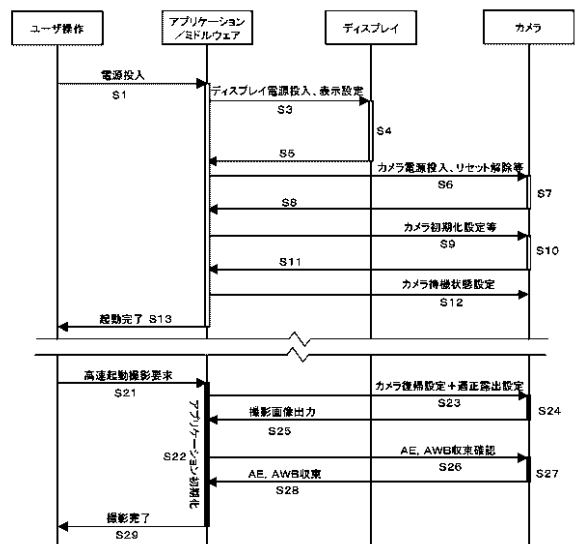 ユーザ操作
アプリケーション
／ミドルウェア
ディスプレイ
カメラ
電源投入
S1
ディスプレイ電源投入、表示設定
S3
S4
S5
カメラ電源投入、リセット解除等
S6
S7
S8
カメラ初期化設定等
S9
S10
S11
カメラ待機状態設定
S12
起動完了 S13
高速起動撮影要求
S21
カメラ復帰設定＋適正露出設定
S23
S24
撮影画像出力
S25
S22
アプリケーション初期化
AE, AWB収束確認
S26
S27
AE, AWB収束
S28
撮影完了
S29